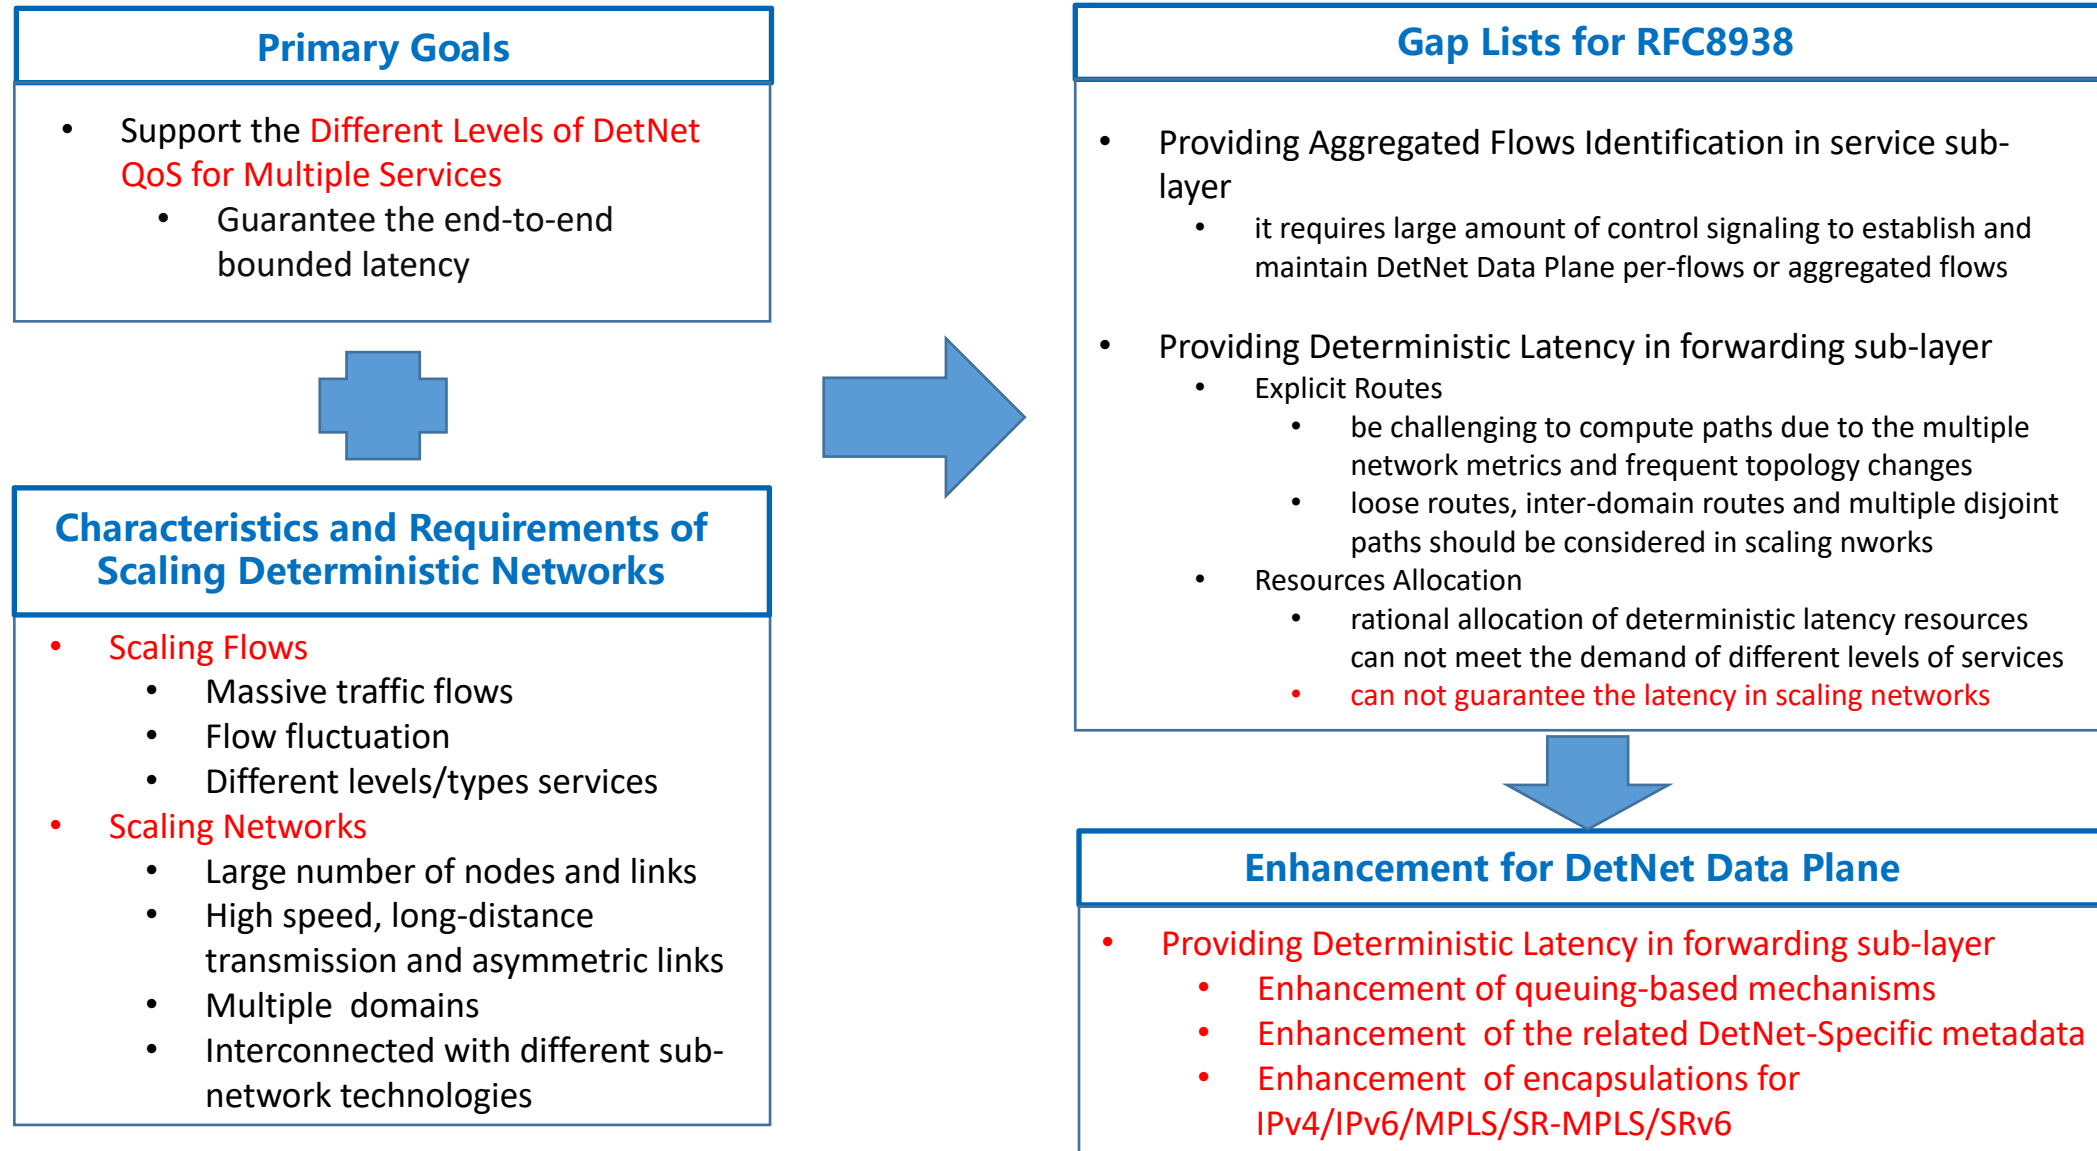 Primary Goals
• Support the Different Levels of DetNet
QoS for Multiple Services
• Guarantee the end-to-end
bounded latency
Characteristics and Requirements of
Scaling Deterministic Networks
• Scaling Flows
• Massive traffic flows
• Flow fluctuation
• Different levels/types services
• Scaling Networks
• Large number of nodes and links
• High speed, long-distance
transmission and asymmetric links
• Multiple domains
• Interconnected with different sub-
network technologies
Gap Lists for RFC8938
• Providing Aggregated Flows Identification in service sub-
layer
• it requires large amount of control signaling to establish and
maintain DetNet Data Plane per-flows or aggregated flows
• Providing Deterministic Latency in forwarding sub-layer
• Explicit Routes
• be challenging to compute paths due to the multiple
network metrics and frequent topology changes
• loose routes, inter-domain routes and multiple disjoint
paths should be considered in scaling nworks
• Resources Allocation
• rational allocation of deterministic latency resources
can not meet the demand of different levels of services
• can not guarantee the latency in scaling networks
Enhancement for DetNet Data Plane
• Providing Deterministic Latency in forwarding sub-layer
• Enhancement of queuing-based mechanisms
• Enhancement of the related DetNet-Specific metadata
• Enhancement of encapsulations for
IPv4/IPv6/MPLS/SR-MPLS/SRv6